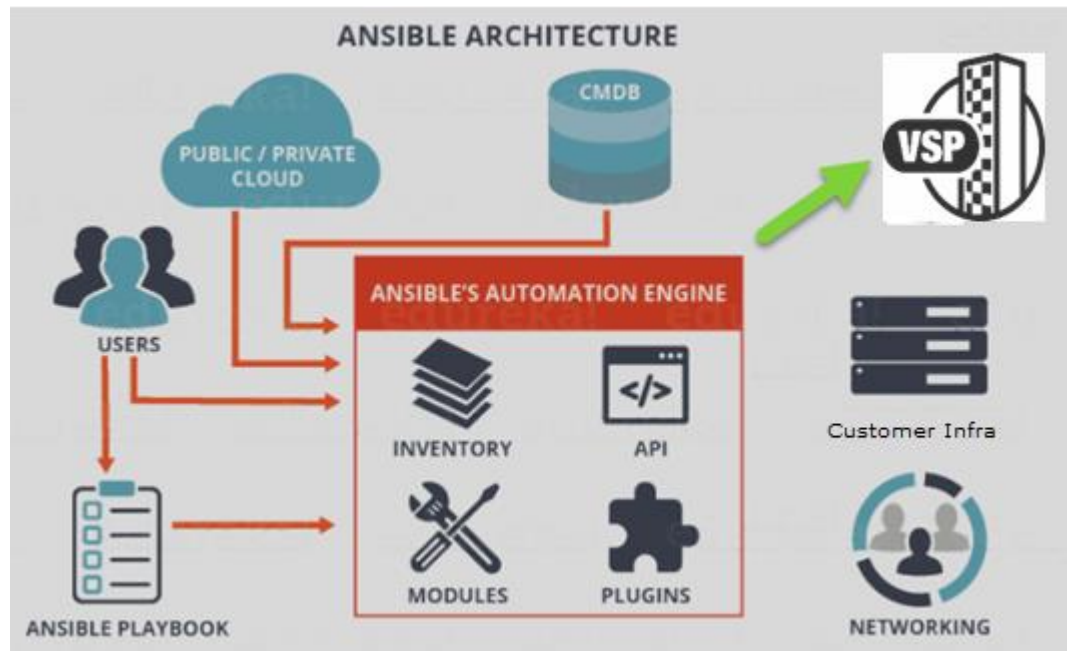 ANSIBLE ARCHITECTURE
PUBLIC / PRIVATE
CLOUD
CMDB
VSP
USERS
ANSIBLE'S AUTOMATION ENGINE
edureka!
INVENTORY
API
Customer Infra
MODULES
PLUGINS
ANSIBLE PLAYBOOK
NETWORKING